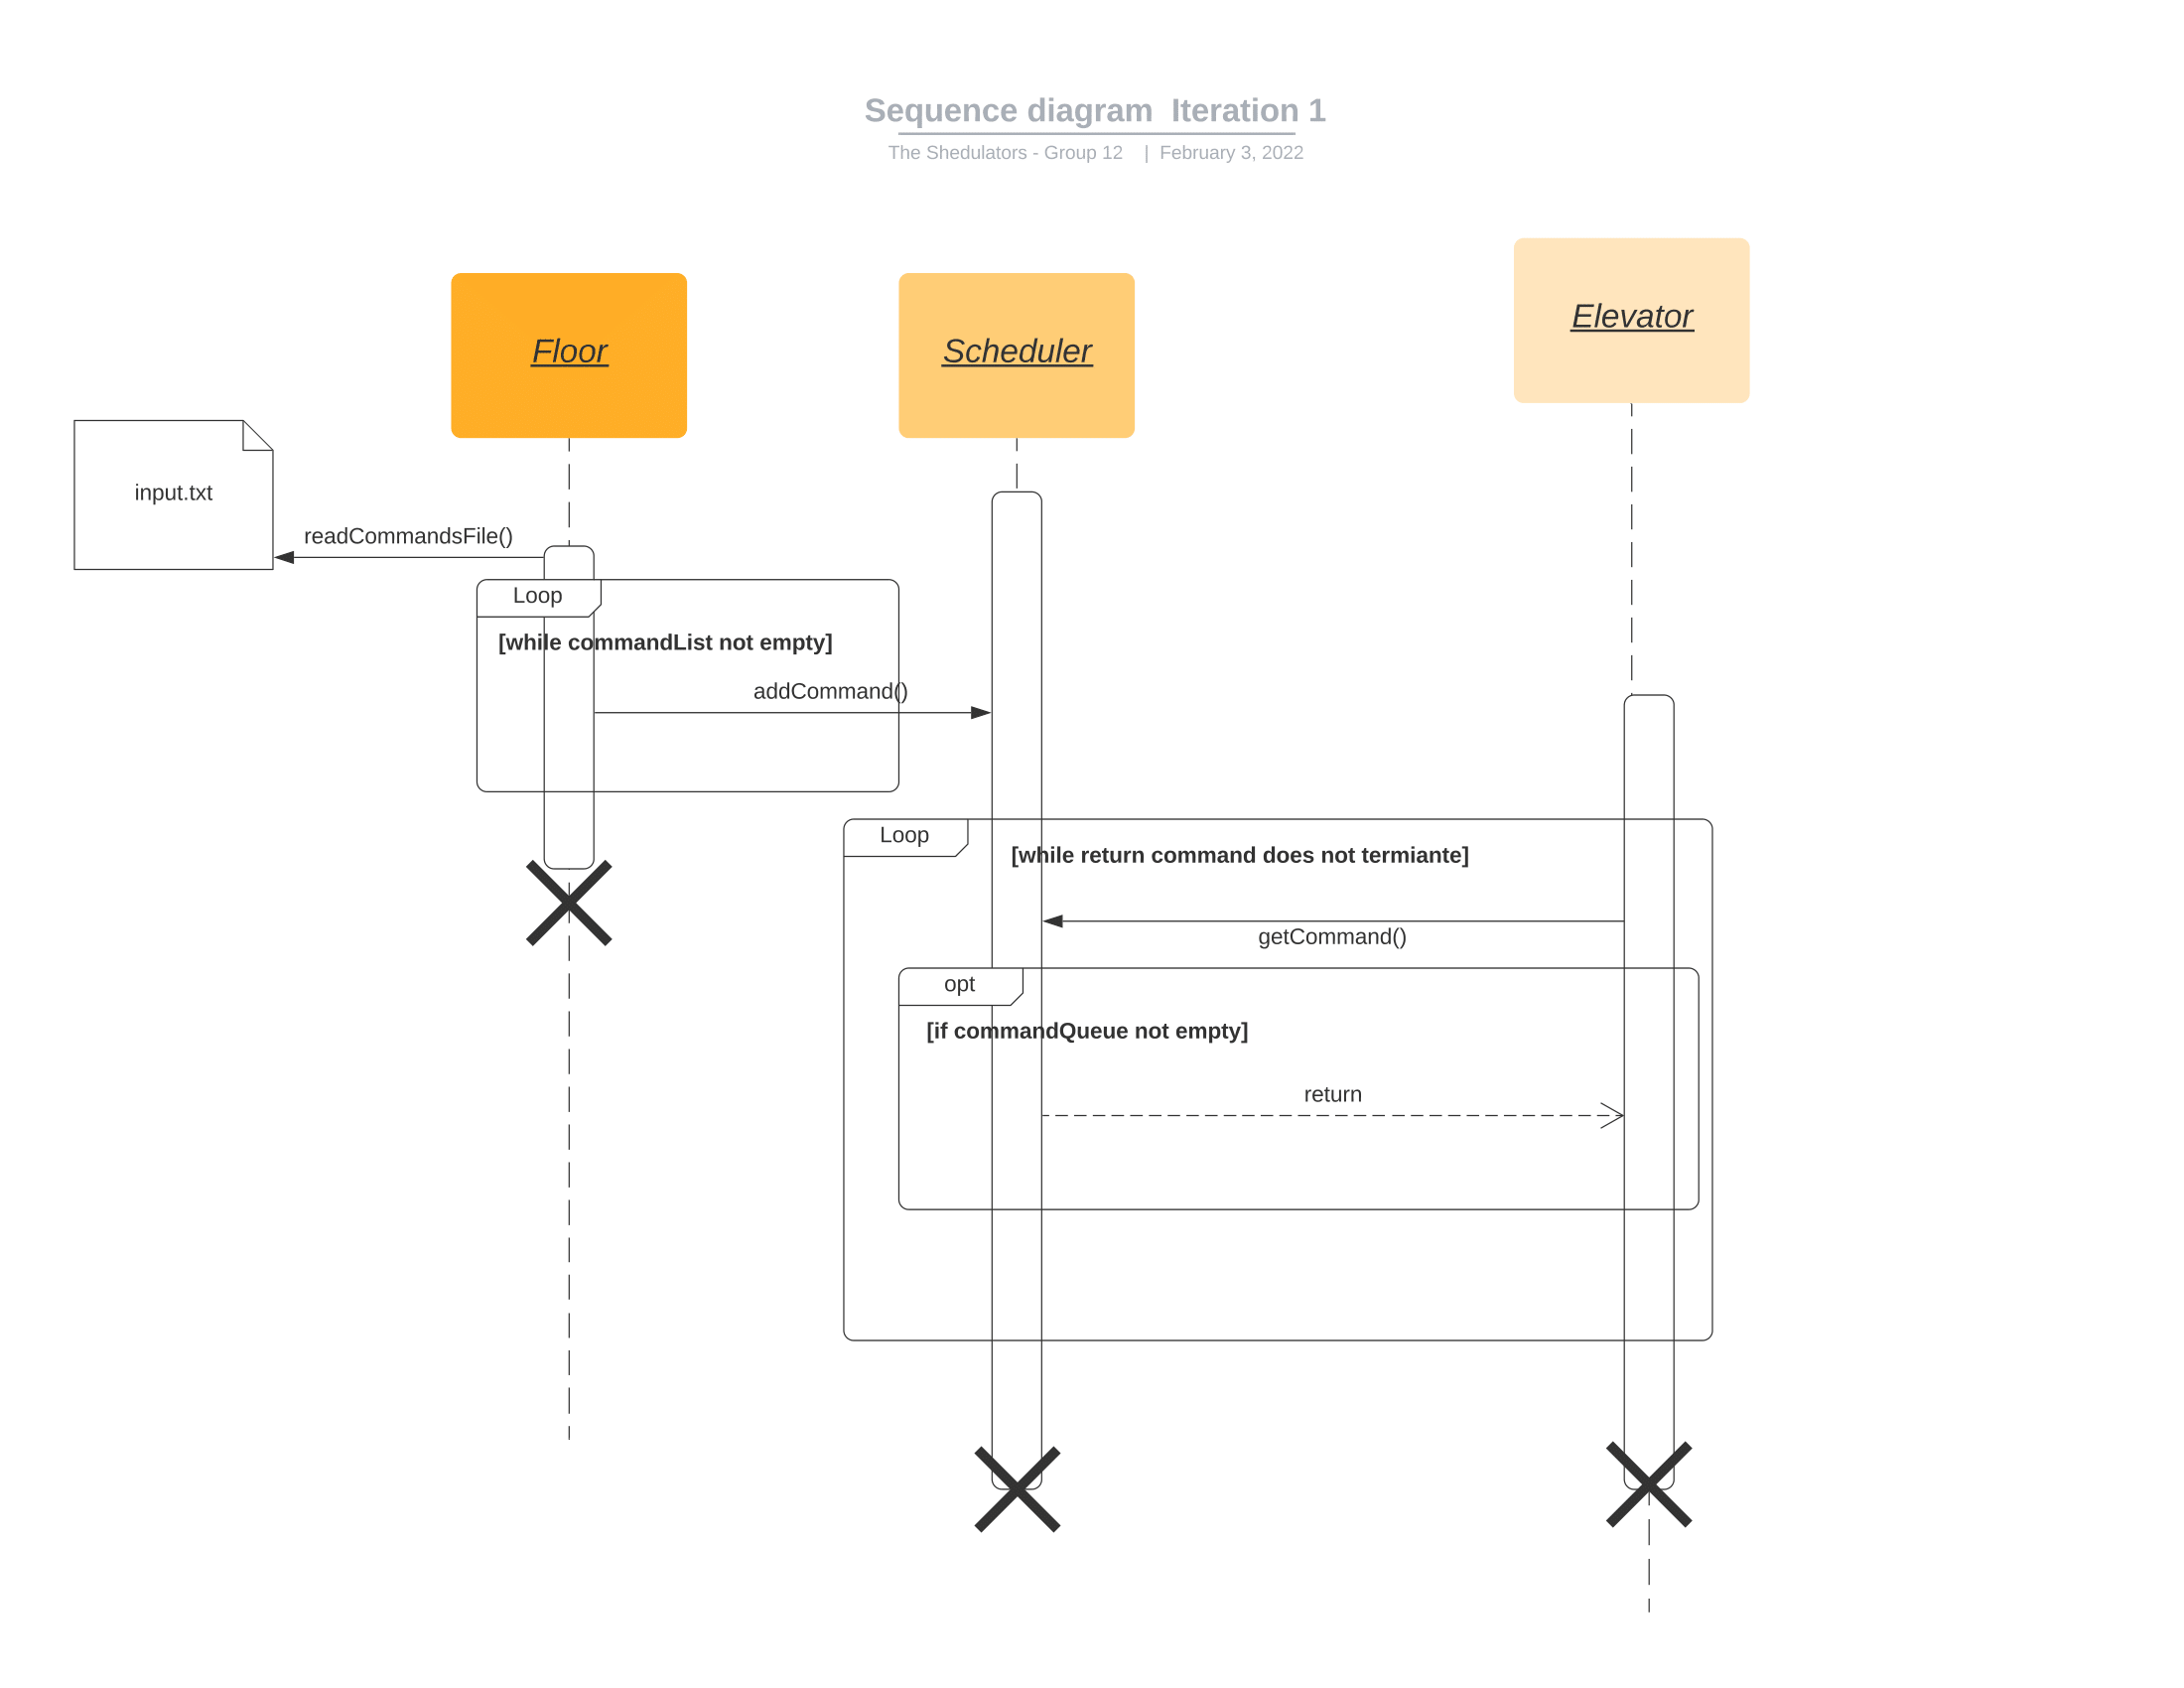 Sequence diagram  Iteration 1
The Shedulators - Group 12    |  February 3, 2022
Floor
Scheduler
Elevator
input.txt
readCommandsFile()
Loop
[while commandList not empty]
addCommand()
Loop
[while return command does not termiante]
getCommand()
opt
[if commandQueue not empty]
return